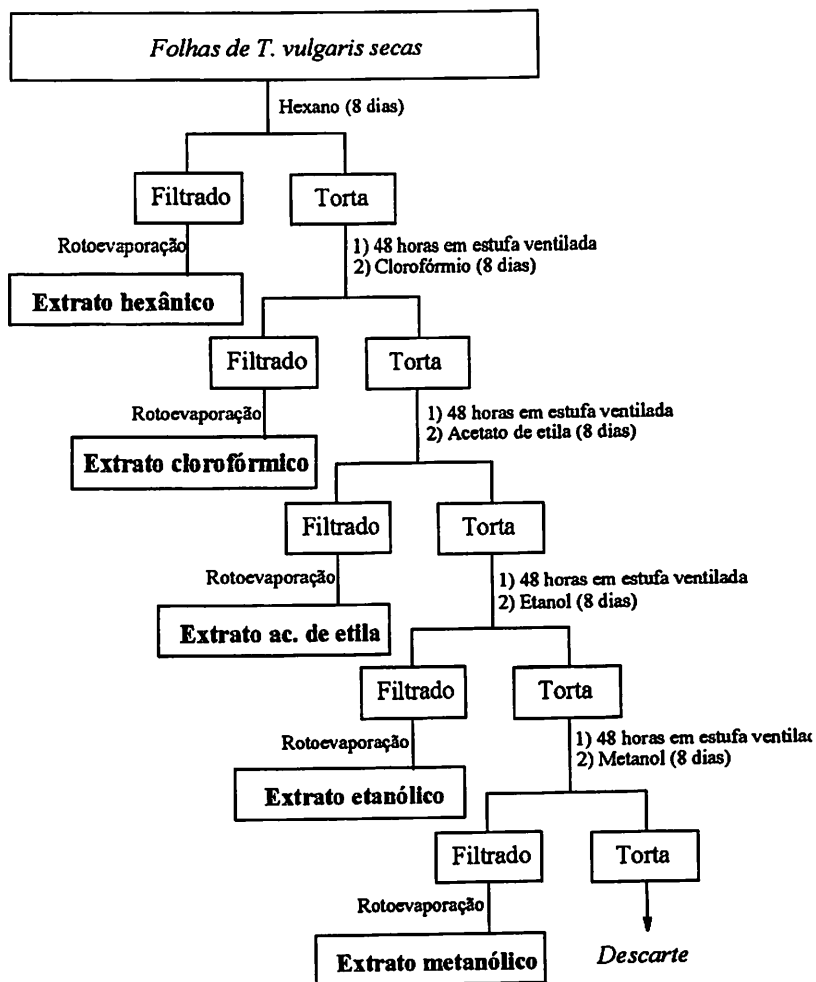 Folhas de T. vulgaris secas
Hexano (8 dias)
Filtrado
Torta
Rotoevaporação
1) 48 horas em estufa ventilada
2) Clorofórmio (8 dias)
Extrato hexânico
Filtrado
Torta
Rotoevaporação
1) 48 horas em estufa ventilada
2) Acetato de etila (8 dias)
Extrato clorofórmico
Filtrado
Torta
Rotoevaporação
1) 48 horas em estufa ventilada
2) Etanol (8 dias)
Extrato ac. de etila
Filtrado
Torta
Rotoevaporação
1) 48 horas em estufa ventilad
2) Metanol (8 dias)
Extrato etanólico
Filtrado
Torta
Rotoevaporação
Extrato metanólico
Descarte